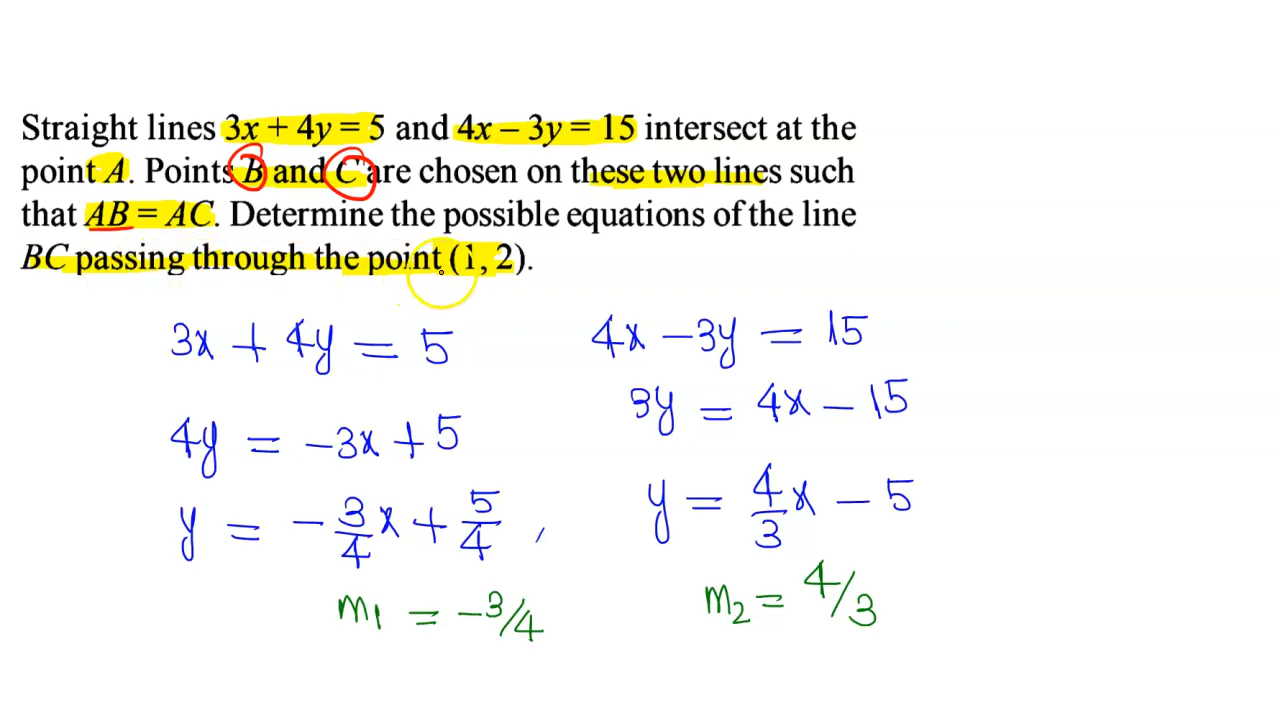 Straight lines 3x + 4y = 5 and 4x – 3y = 15 intersect at the
point A. Points B and C are chosen on these two lines such
that AB = AC. Determine the possible equations of the line
BC passing through the point (1, 2).
3x + 4y = 5
4x – 3y = 15
3y = 4x – 15
4y = –3x + 5
y = –3/4 x + 5/4 ,
y = 4/3 x – 5
m1 = –3/4
m2 = 4/3